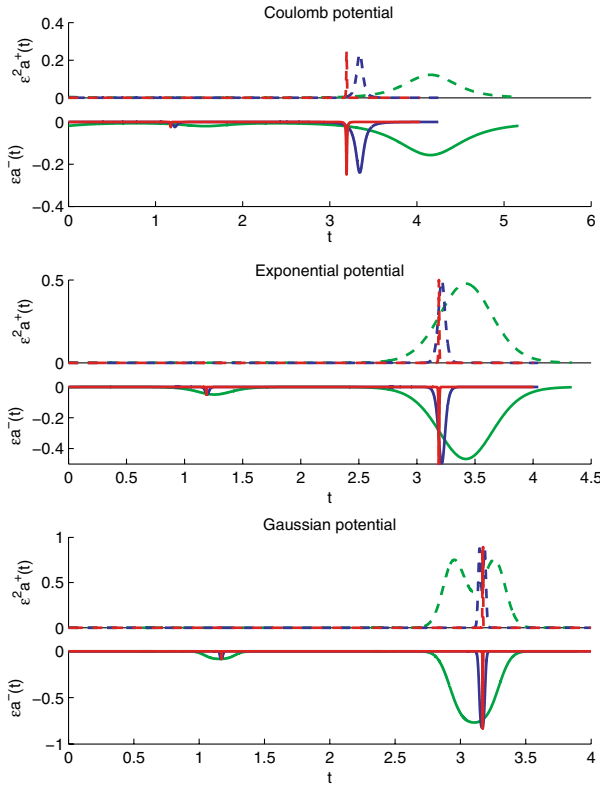 Coulomb potential
0.4
0.2
0
ε²a⁺(t)
0
−0.2
−0.4
εa⁻(t)
0 1 2 3 4 5 6
t
Exponential potential
0.5
0
ε²a⁺(t)
0
−0.2
−0.4
εa⁻(t)
0 0.5 1 1.5 2 2.5 3 3.5 4 4.5
t
Gaussian potential
1
0.5
0
ε²a⁺(t)
0
−0.5
−1
εa⁻(t)
0 0.5 1 1.5 2 2.5 3 3.5 4
t